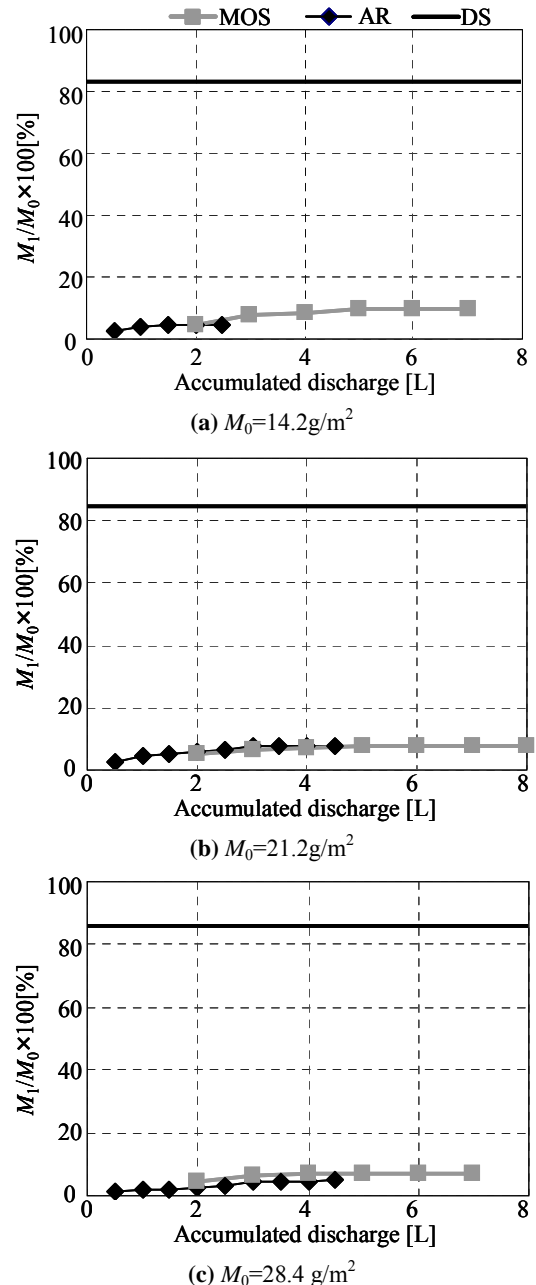 MOS AR DS
M₁/M₀×100[%]
100
80
60
40
20
0
0 2 4 6 8
Accumulated discharge [L]
(a) M₀=14.2g/m²
M₁/M₀×100[%]
100
80
60
40
20
0
0 2 4 6 8
Accumulated discharge [L]
(b) M₀=21.2g/m²
M₁/M₀×100[%]
100
80
60
40
20
0
0 2 4 6 8
Accumulated discharge [L]
(c) M₀=28.4 g/m²